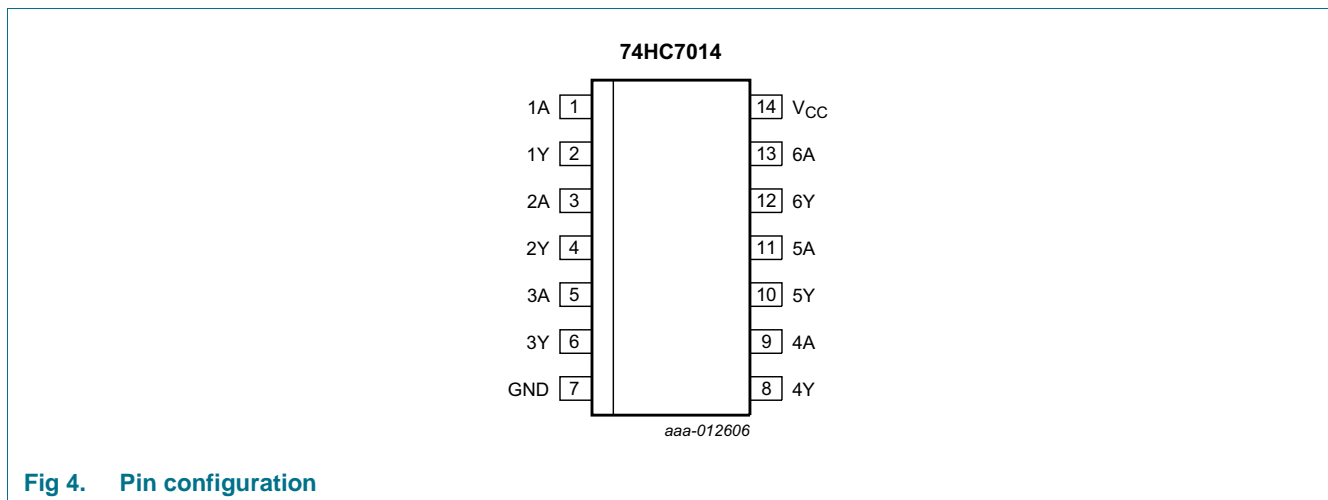 74HC7014
1A 1 14 VCC
1Y 2 13 6A
2A 3 12 6Y
2Y 4 11 5A
3A 5 10 5Y
3Y 6 9 4A
GND 7 8 4Y
aaa-012606
Fig 4. Pin configuration